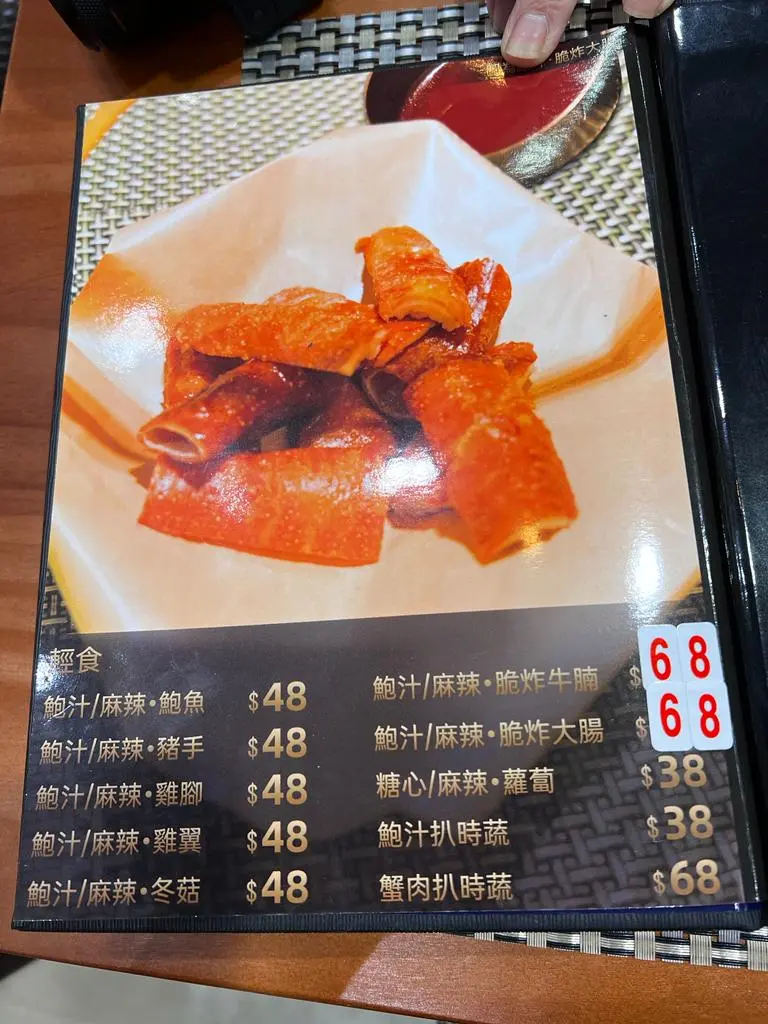 ·脆炸大腸
輕食
鮑汁/麻辣·鮑魚 $48
鮑汁/麻辣·豬手 $48
鮑汁/麻辣·雞腳 $48
鮑汁/麻辣·雞翼 $48
鮑汁/麻辣·冬菇 $48
鮑汁/麻辣·脆炸牛腩 $68
鮑汁/麻辣·脆炸大腸 $68
糖心/麻辣·蘿蔔 $38
鮑汁扒時蔬 $38
蟹肉扒時蔬 $68